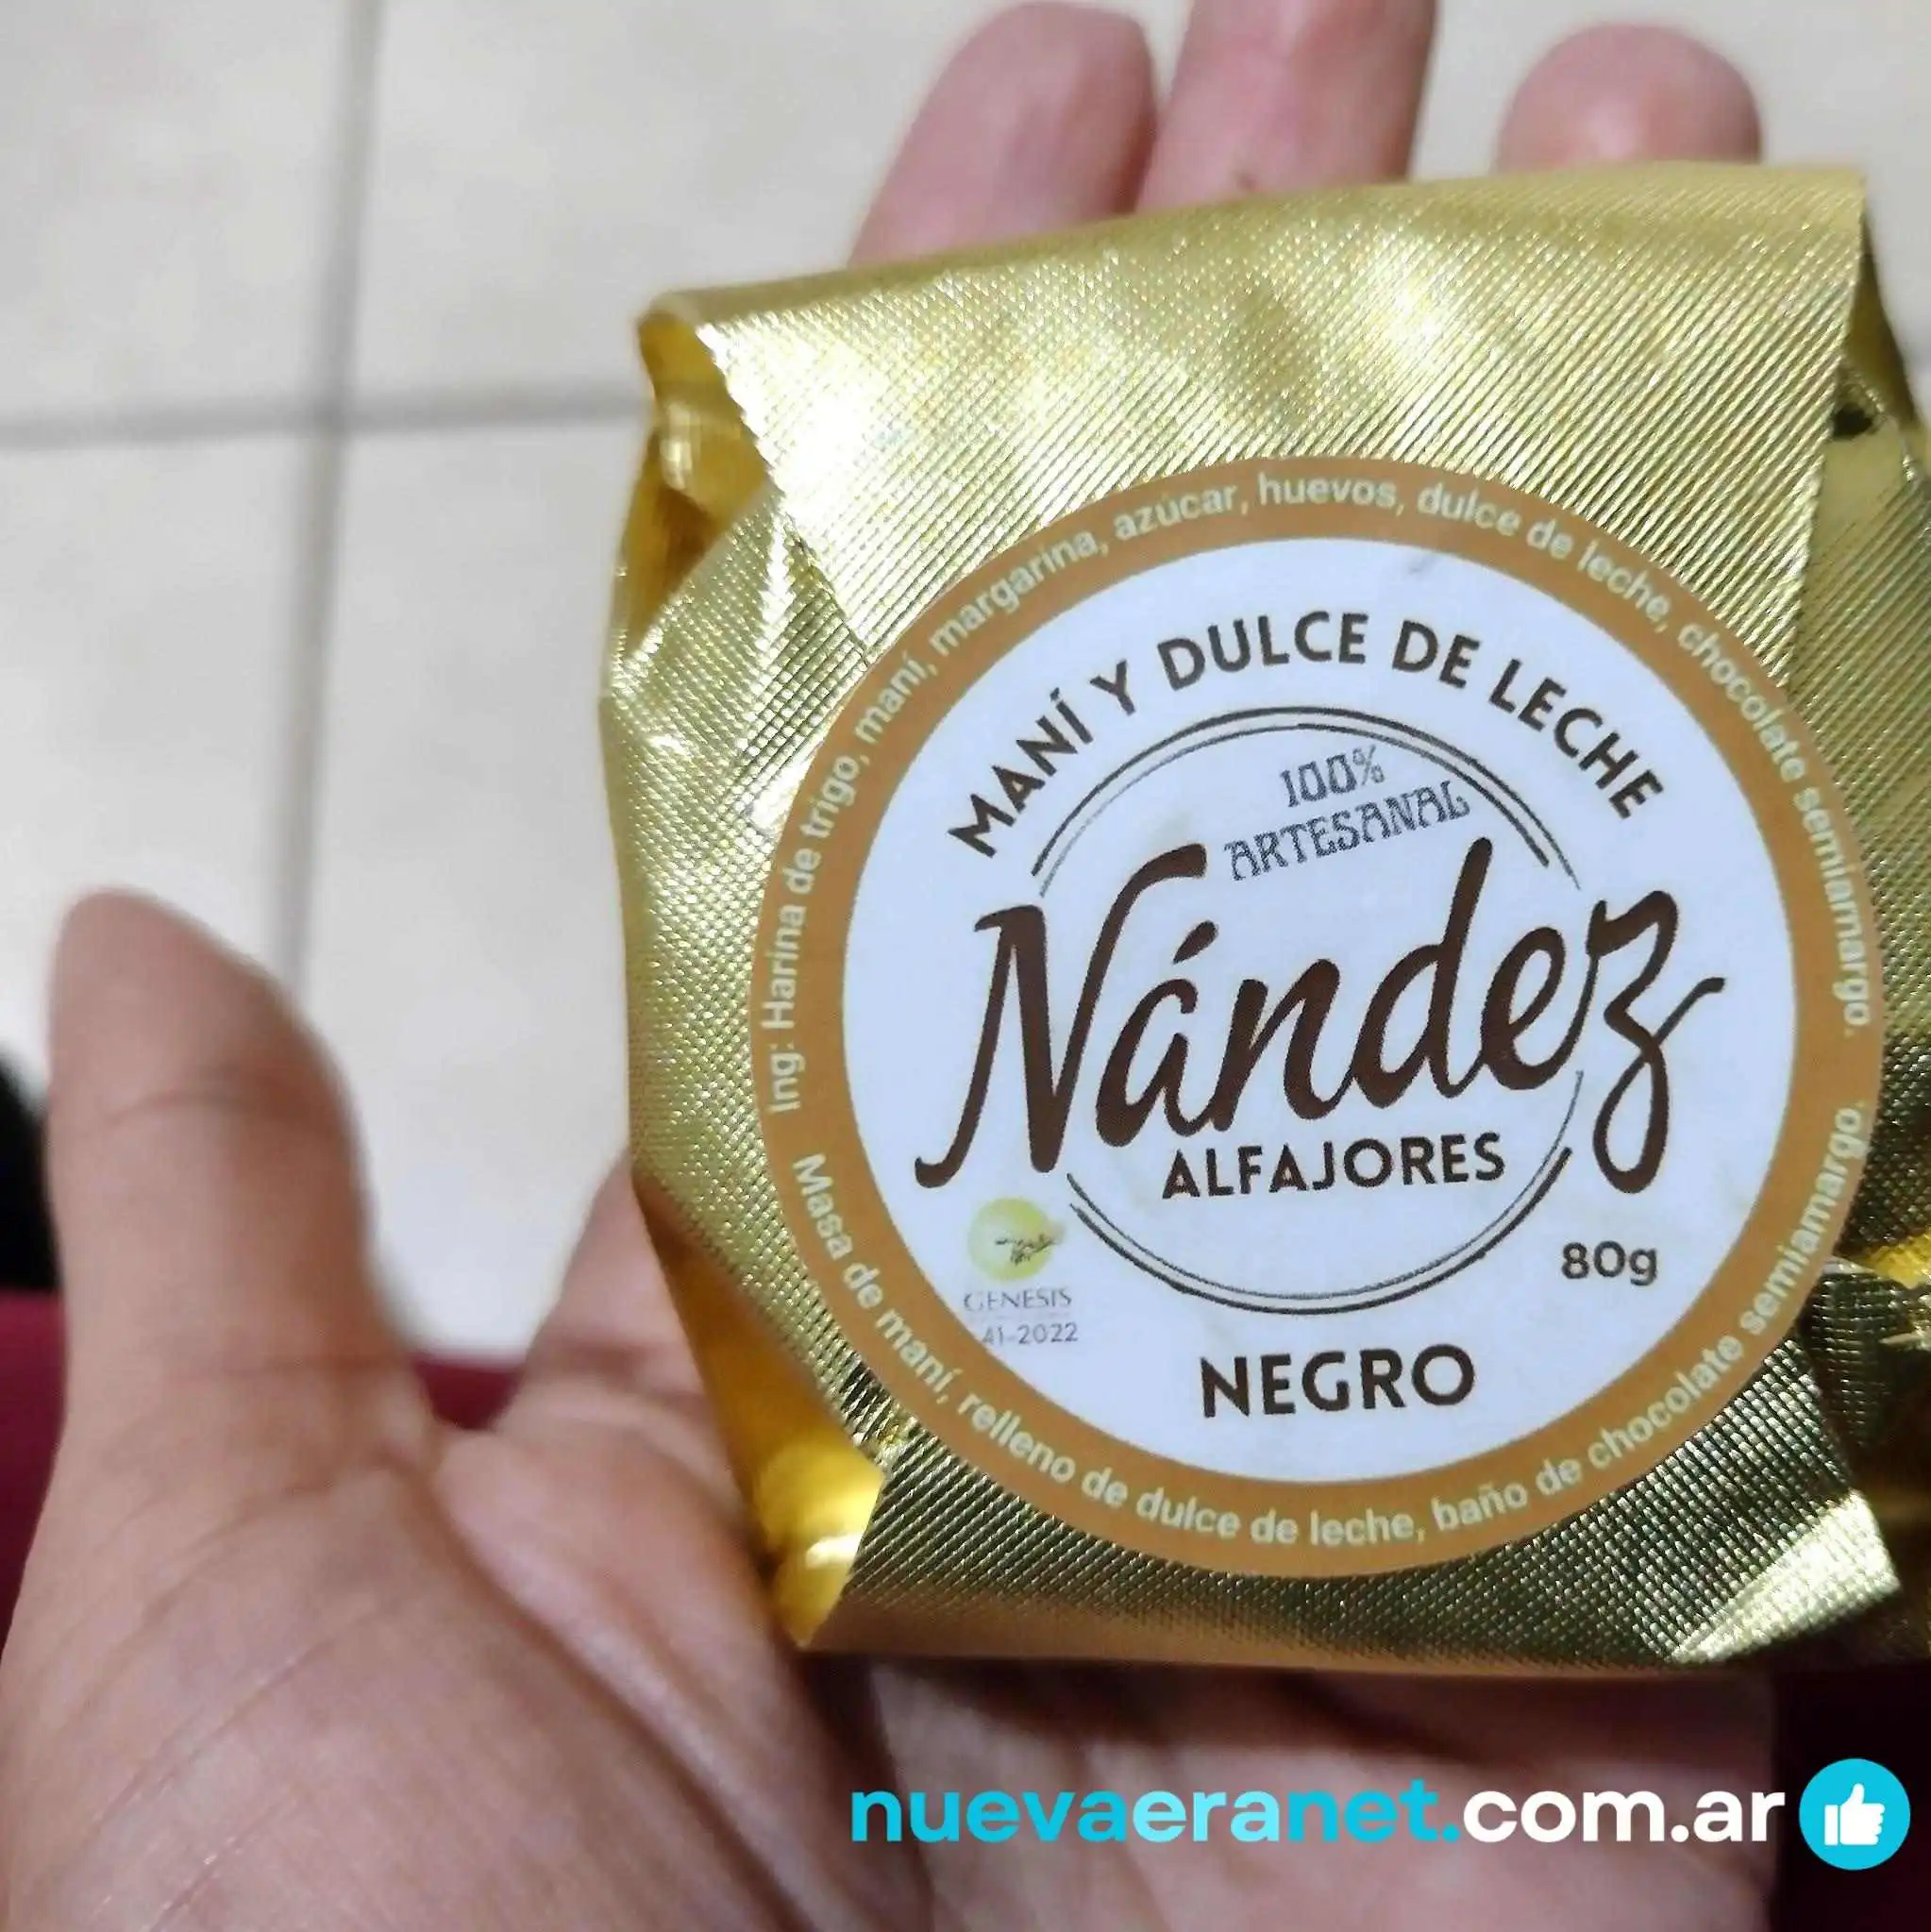 Ing: Harina de trigo, maní, margarina, azúcar, huevos, dulce de leche, chocolate semiamargo.
MANÍ Y DULCE DE LECHE
100%
ARTESANAL
Nández
ALFAJORES
80g
GENESIS
41-2022
NEGRO
Masa de maní, relleno de dulce de leche, baño de chocolate semiamargo.
nuevaeranet.com.ar